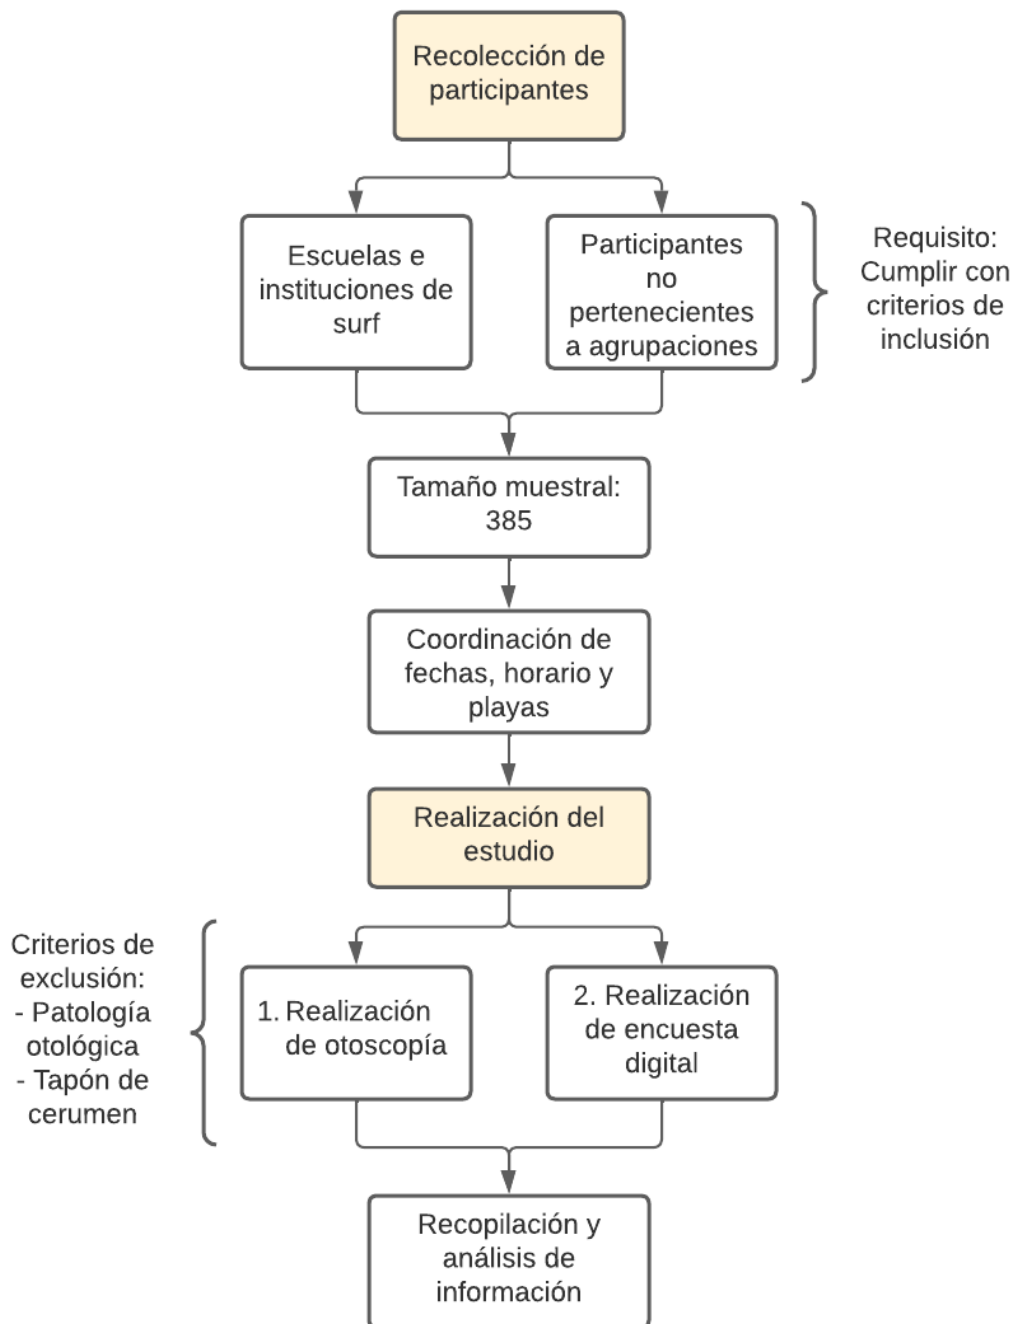 Recolección de
participantes
Escuelas e
instituciones de
surf
Participantes
no
pertenecientes
a agrupaciones
Requisito:
Cumplir con
criterios de
inclusión
Tamaño muestral:
385
Coordinación de
fechas, horario y
playas
Realización del
estudio
Criterios de
exclusión:
- Patología
otológica
- Tapón de
cerumen
1. Realización
de otoscopía
2. Realización
de encuesta
digital
Recopilación y
análisis de
información